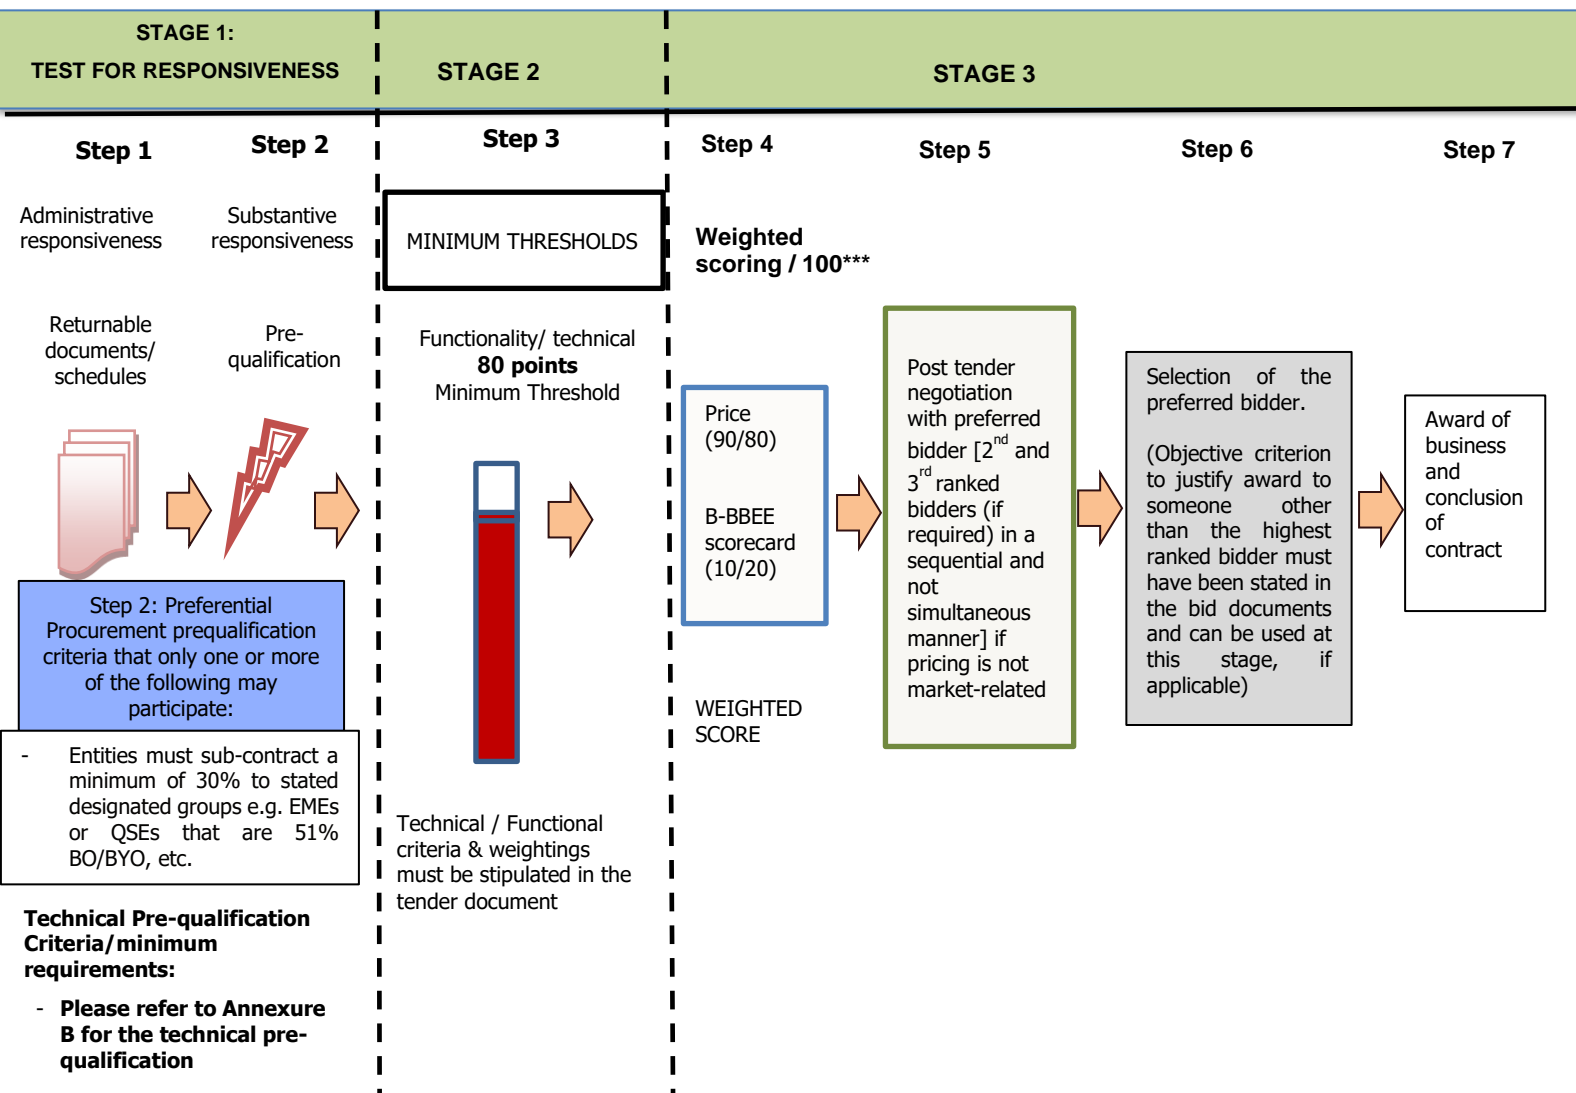 STAGE 1:
TEST FOR RESPONSIVENESS
STAGE 2
STAGE 3
Step 1
Step 2
Step 3
Step 4
Step 5
Step 6
Step 7
Administrative
responsiveness
Substantive
responsiveness
MINIMUM THRESHOLDS
Weighted
scoring / 100***
Returnable
documents/
schedules
Pre-
qualification
Functionality/ technical
80 points
Minimum Threshold
Price
(90/80)
B-BBEE
scorecard
(10/20)
WEIGHTED
SCORE
Post tender
negotiation
with preferred
bidder [2nd and
3rd ranked
bidders (if
required) in a
sequential and
not
simultaneous
manner] if
pricing is not
market-related
Selection of the
preferred bidder.
(Objective criterion
to justify award to
someone other
than the highest
ranked bidder must
have been stated in
the bid documents
and can be used at
this stage, if
applicable)
Award of
business
and
conclusion
of
contract
Step 2: Preferential
Procurement prequalification
criteria that only one or more
of the following may
participate:
- Entities must sub-contract a
minimum of 30% to stated
designated groups e.g. EMEs
or QSEs that are 51%
BO/BYO, etc.
Technical / Functional
criteria & weightings
must be stipulated in the
tender document
Technical Pre-qualification
Criteria/minimum
requirements:
- Please refer to Annexure
B for the technical pre-
qualification